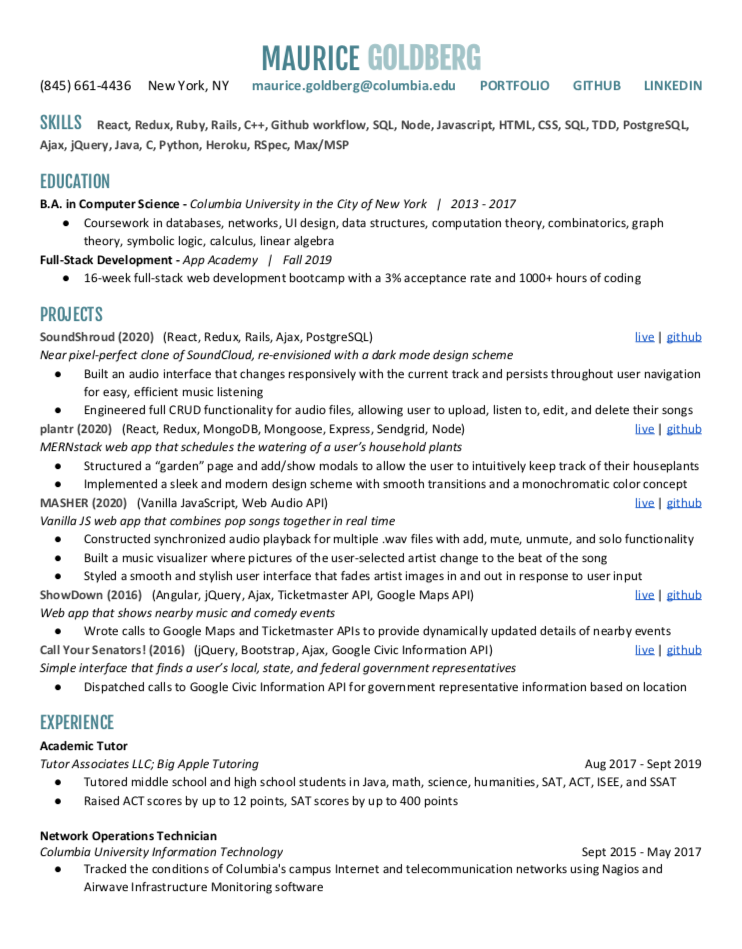 MAURICE GOLDBERG
(845) 661-4436 New York, NY maurice.goldberg@columbia.edu PORTFOLIO GITHUB LINKEDIN
SKILLS React, Redux, Ruby, Rails, C++, Github workflow, SQL, Node, Javascript, HTML, CSS, SQL, TDD, PostgreSQL,
Ajax, jQuery, Java, C, Python, Heroku, RSpec, Max/MSP
EDUCATION
B.A. in Computer Science - Columbia University in the City of New York | 2013 - 2017
● Coursework in databases, networks, UI design, data structures, computation theory, combinatorics, graph
theory, symbolic logic, calculus, linear algebra
Full-Stack Development - App Academy | Fall 2019
● 16-week full-stack web development bootcamp with a 3% acceptance rate and 1000+ hours of coding
PROJECTS
SoundShroud (2020) (React, Redux, Rails, Ajax, PostgreSQL) live | github
Near pixel-perfect clone of SoundCloud, re-envisioned with a dark mode design scheme
● Built an audio interface that changes responsively with the current track and persists throughout user navigation
for easy, efficient music listening
● Engineered full CRUD functionality for audio files, allowing user to upload, listen to, edit, and delete their songs
plantr (2020) (React, Redux, MongoDB, Mongoose, Express, Sendgrid, Node) live | github
MERNstack web app that schedules the watering of a user’s household plants
● Structured a “garden” page and add/show modals to allow the user to intuitively keep track of their houseplants
● Implemented a sleek and modern design scheme with smooth transitions and a monochromatic color concept
MASHER (2020) (Vanilla JavaScript, Web Audio API) live | github
Vanilla JS web app that combines pop songs together in real time
● Constructed synchronized audio playback for multiple .wav files with add, mute, unmute, and solo functionality
● Built a music visualizer where pictures of the user-selected artist change to the beat of the song
● Styled a smooth and stylish user interface that fades artist images in and out in response to user input
ShowDown (2016) (Angular, jQuery, Ajax, Ticketmaster API, Google Maps API) live | github
Web app that shows nearby music and comedy events
● Wrote calls to Google Maps and Ticketmaster APIs to provide dynamically updated details of nearby events
Call Your Senators! (2016) (jQuery, Bootstrap, Ajax, Google Civic Information API) live | github
Simple interface that finds a user’s local, state, and federal government representatives
● Dispatched calls to Google Civic Information API for government representative information based on location
EXPERIENCE
Academic Tutor
Tutor Associates LLC; Big Apple Tutoring Aug 2017 - Sept 2019
● Tutored middle school and high school students in Java, math, science, humanities, SAT, ACT, ISEE, and SSAT
● Raised ACT scores by up to 12 points, SAT scores by up to 400 points
Network Operations Technician
Columbia University Information Technology Sept 2015 - May 2017
● Tracked the conditions of Columbia's campus Internet and telecommunication networks using Nagios and
Airwave Infrastructure Monitoring software